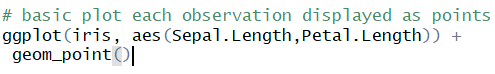 # basic plot each observation displayed as points
ggplot(iris, aes(Sepal.Length,Petal.Length)) +
 geom_point()